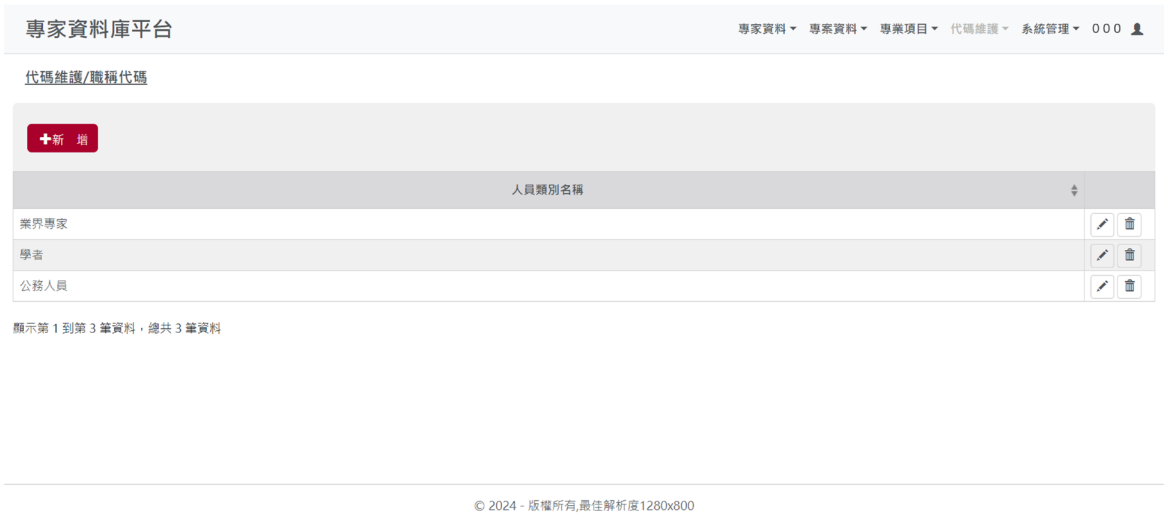 專家資料庫平台 專家資料 專案資料 專業項目 代碼維護 系統管理 000
代碼維護/職稱代碼
新 增
人員類別名稱
業界專家
學者
公務人員
顯示第 1 到第 3 筆資料，總共 3 筆資料
© 2024 - 版權所有,最佳解析度1280x800